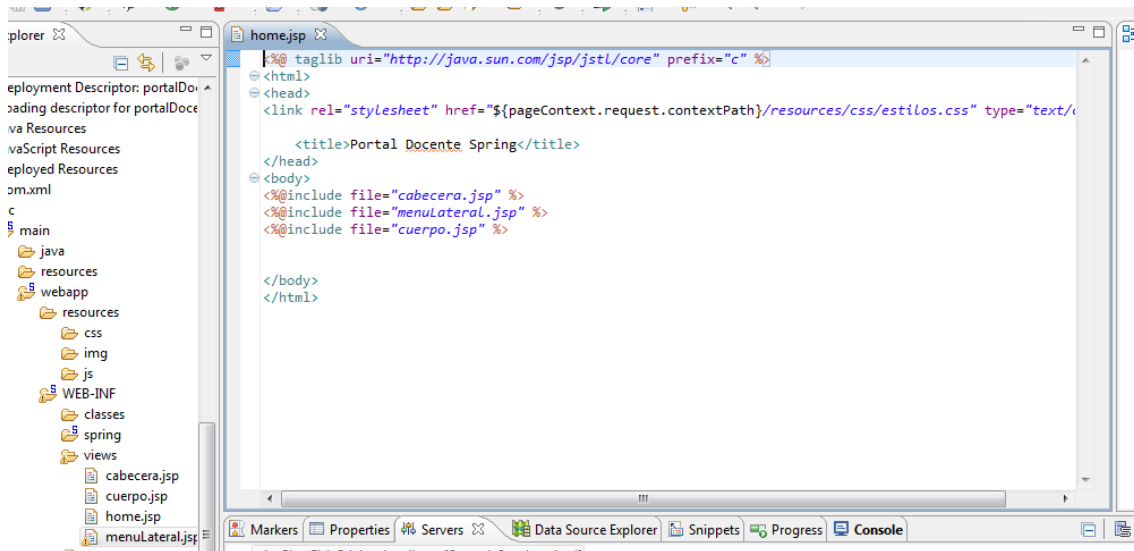 plorer
home.jsp
<%@ taglib uri="http://java.sun.com/jsp/jstl/core" prefix="c" %>
<html>
<head>
<link rel="stylesheet" href="${pageContext.request.contextPath}/resources/css/estilos.css" type="text/
<title>Portal Docente Spring</title>
</head>
<body>
<%@include file="cabecera.jsp" %>
<%@include file="menuLateral.jsp" %>
<%@include file="cuerpo.jsp" %>
</body>
</html>
eployment Descriptor: portalDo
oading descriptor for portalDoce
va Resources
vaScript Resources
eployed Resources
om.xml
c
main
java
resources
webapp
resources
css
img
js
WEB-INF
classes
spring
views
cabecera.jsp
cuerpo.jsp
home.jsp
menuLateral.jsp
Markers Properties Servers Data Source Explorer Snippets Progress Console